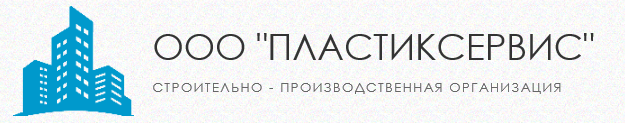 ООО "ПЛАСТИКСЕРВИС"
СТРОИТЕЛЬНО - ПРОИЗВОДСТВЕННАЯ ОРГАНИЗАЦИЯ